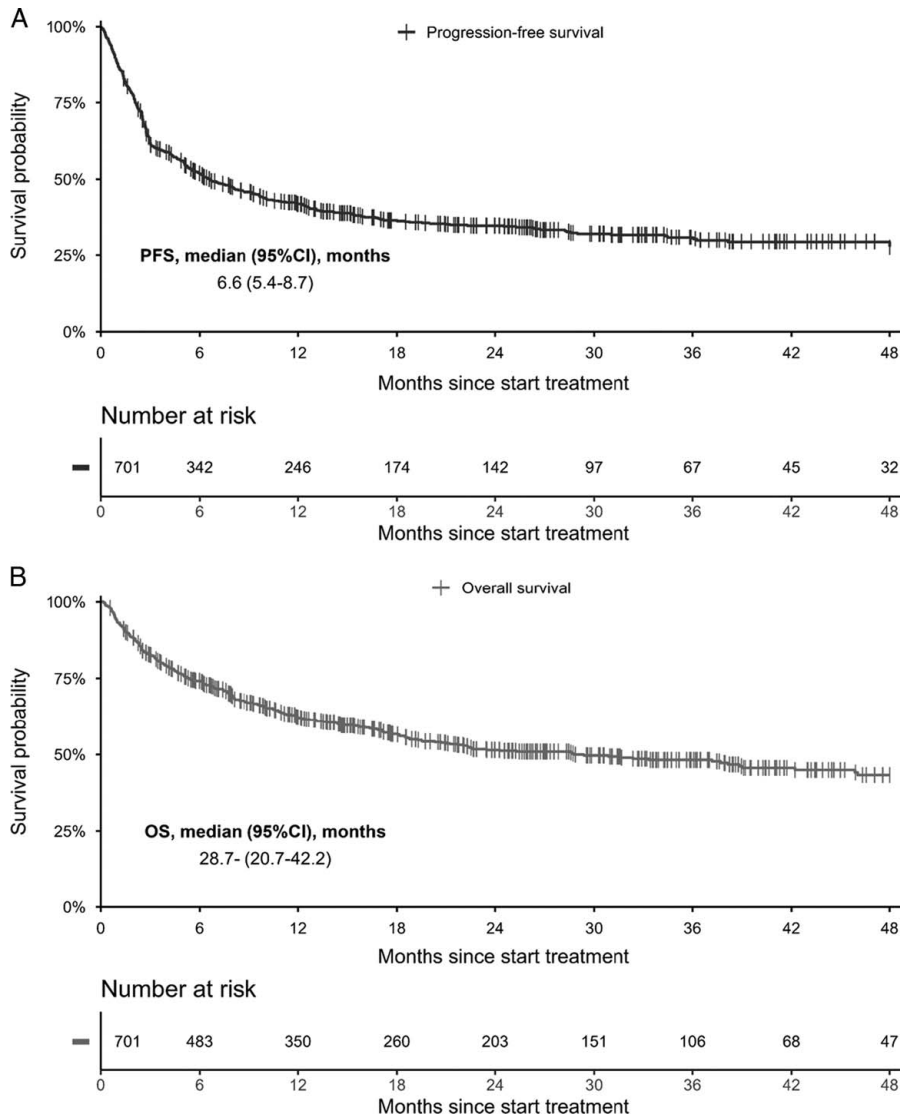 A
100%
75%
50%
25%
0%
Survival probability
Progression-free survival
PFS, median (95%CI), months
6.6 (5.4-8.7)
0 6 12 18 24 30 36 42 48
Months since start treatment
Number at risk
701 342 246 174 142 97 67 45 32
0 6 12 18 24 30 36 42 48
Months since start treatment
B
100%
75%
50%
25%
0%
Survival probability
Overall survival
OS, median (95%CI), months
28.7- (20.7-42.2)
0 6 12 18 24 30 36 42 48
Months since start treatment
Number at risk
701 483 350 260 203 151 106 68 47
0 6 12 18 24 30 36 42 48
Months since start treatment